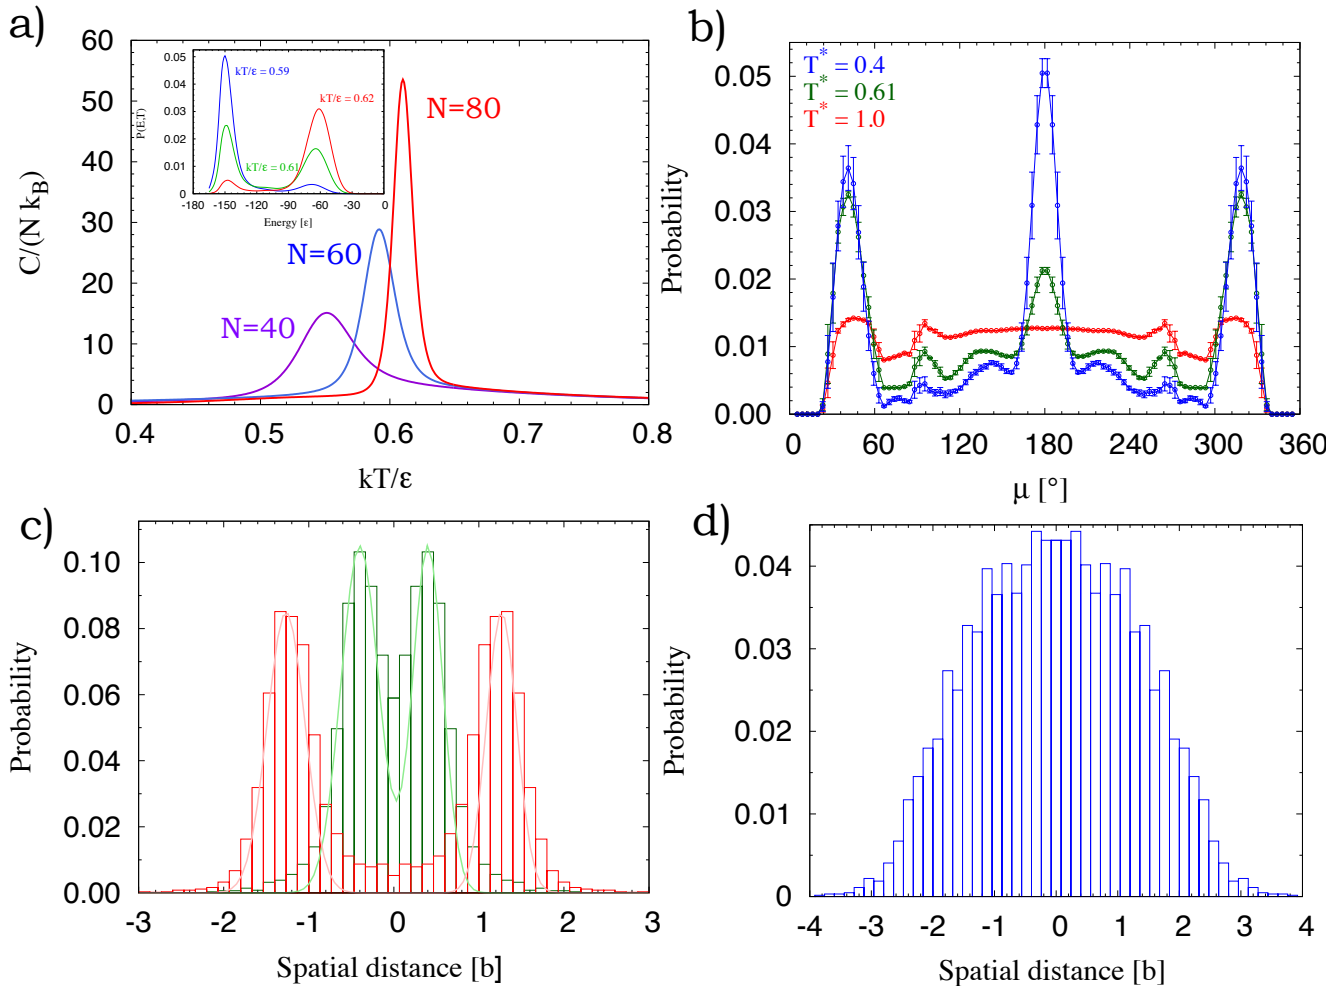 a)
60
50
40
30
20
10
0
C/(N k_B)
0.4 0.5 0.6 0.7 0.8
kT/ε
N=80
N=60
N=40
0.05
0.04
0.03
0.02
0.01
0
P(E,T)
-180 -150 -120 -90 -60 -30 0
Energy [ε]
kT/ε = 0.59
kT/ε = 0.62
kT/ε = 0.61
b)
T* = 0.4
T* = 0.61
T* = 1.0
0.05
0.04
0.03
0.02
0.01
0.00
Probability
0 60 120 180 240 300 360
μ [°]
c)
0.10
0.08
0.06
0.04
0.02
0.00
Probability
-3 -2 -1 0 1 2 3
Spatial distance [b]
d)
0.04
0.03
0.02
0.01
0
Probability
-4 -3 -2 -1 0 1 2 3 4
Spatial distance [b]